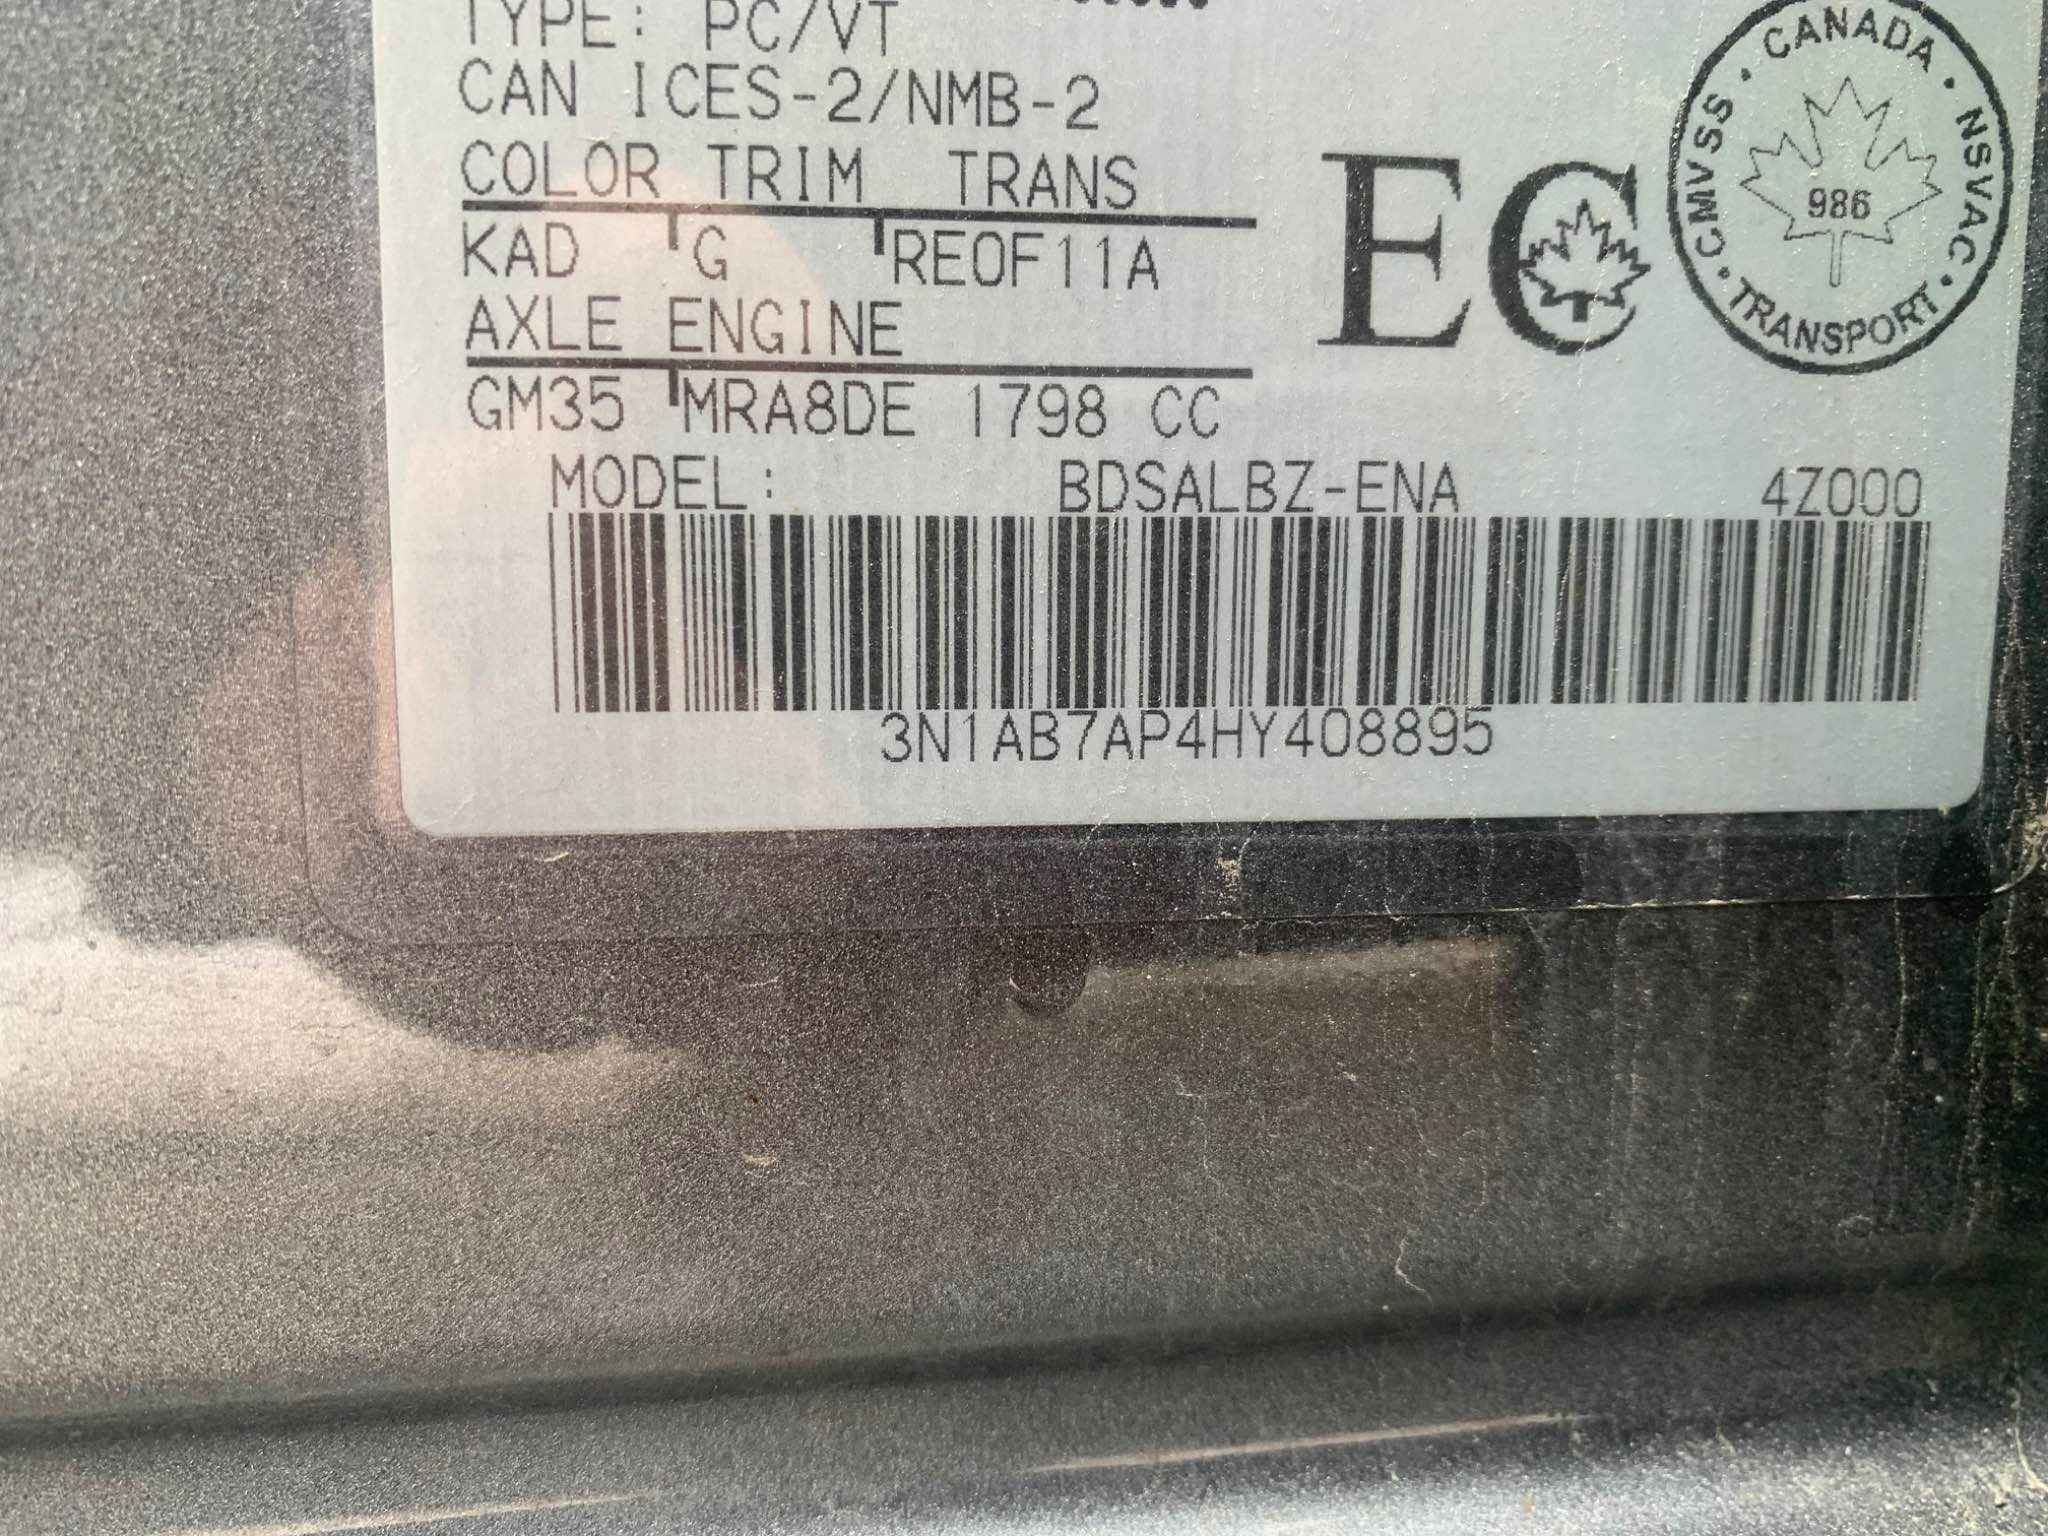 TYPE: PC/VT
CAN ICES-2/NMB-2
COLOR TRIM TRANS
KAD G RE0F11A
AXLE ENGINE
GM35 MRA8DE 1798 CC
MODEL: BDSALBZ-ENA 4Z000
3N1AB7AP4HY408895
EC
CANADA
CMVSS · NSVAC
986
TRANSPORT